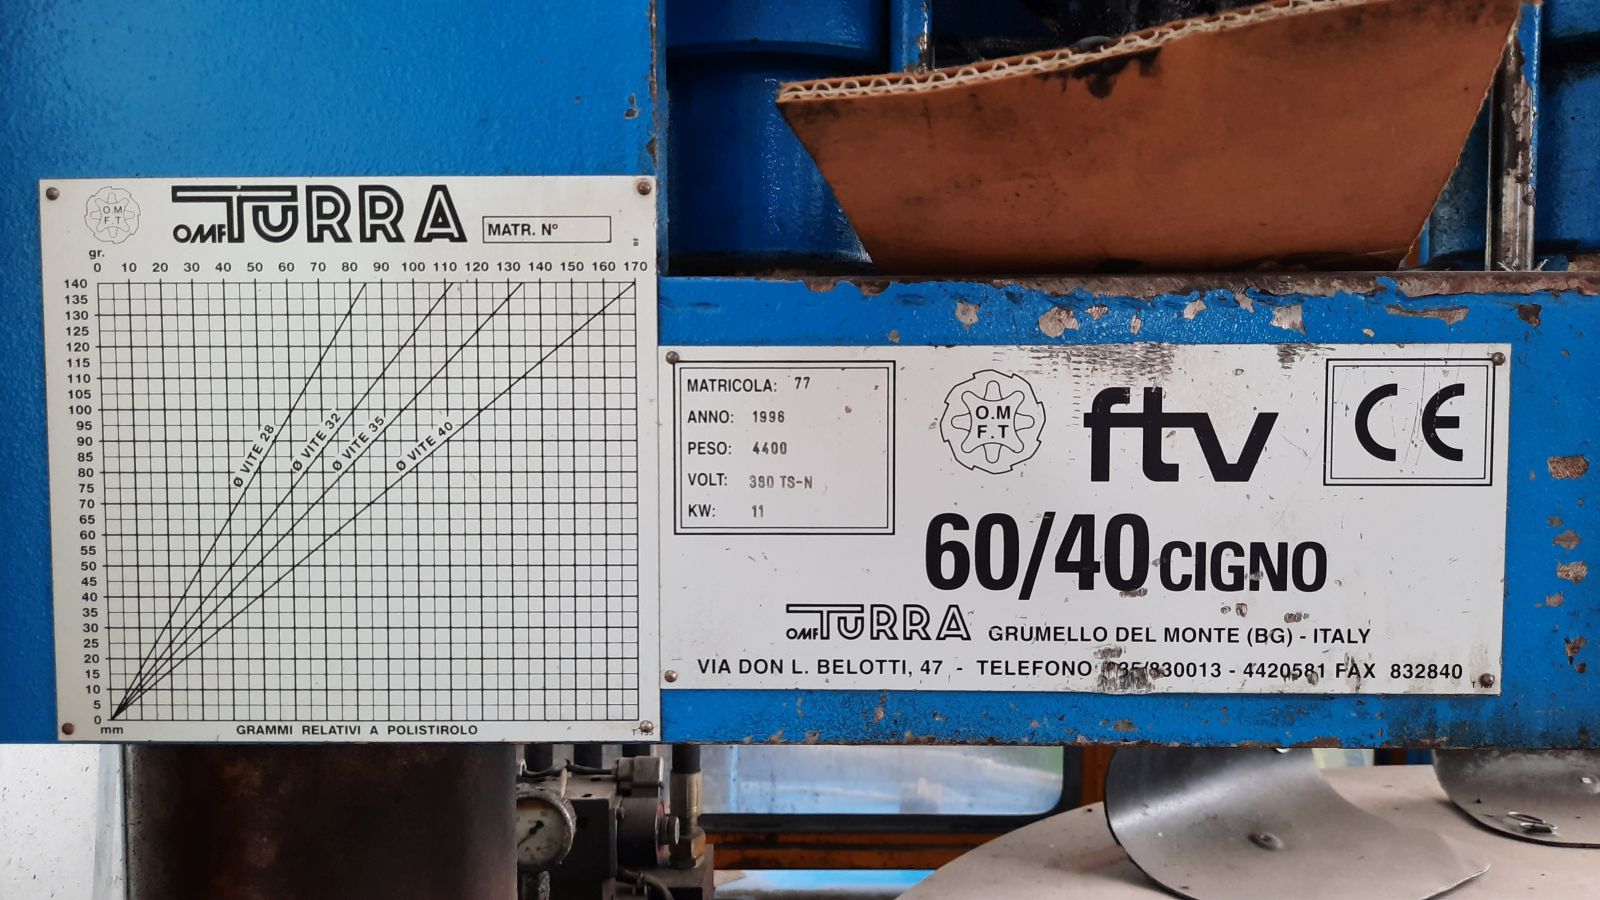 O.M
F.T
OMF TURRA
MATR. N°
gr.
0 10 20 30 40 50 60 70 80 90 100 110 120 130 140 150 160 170
140
135
130
125
120
115
110
105
100
95
90
85
80
75
70
65
60
55
50
45
40
35
30
25
20
15
10
5
0
Ø VITE 28
Ø VITE 32
Ø VITE 35
Ø VITE 40
mm
GRAMMI RELATIVI A POLISTIROLO
MATRICOLA: 77
ANNO: 1996
PESO: 4400
VOLT: 380 TS-N
KW: 11
O.M
F.T
ftv
CE
60/40 CIGNO
OMF TURRA GRUMELLO DEL MONTE (BG) - ITALY
VIA DON L. BELOTTI, 47 - TELEFONO 035/830013 - 4420581 FAX 832840